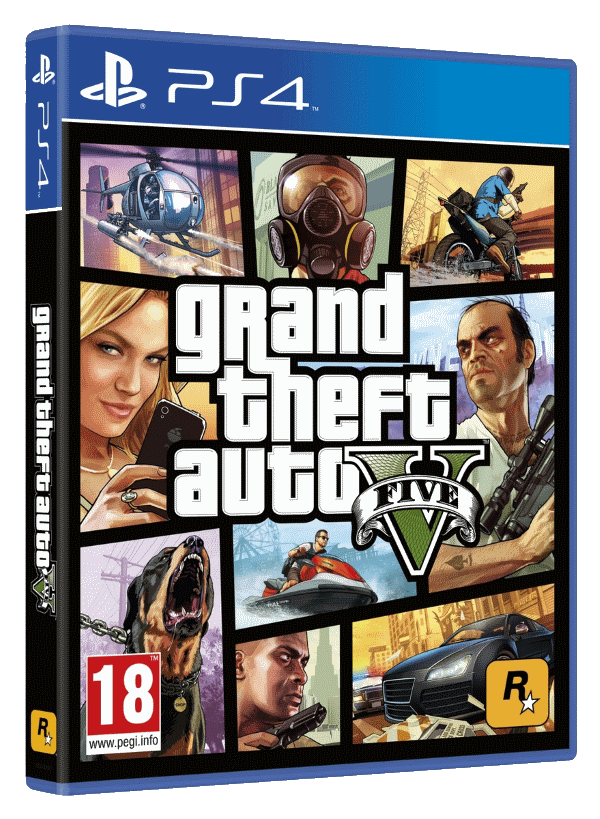 PS4
PS4
grand
theft
auto
V
FIVE
grand theft auto V
18
www.pegi.info
R
R